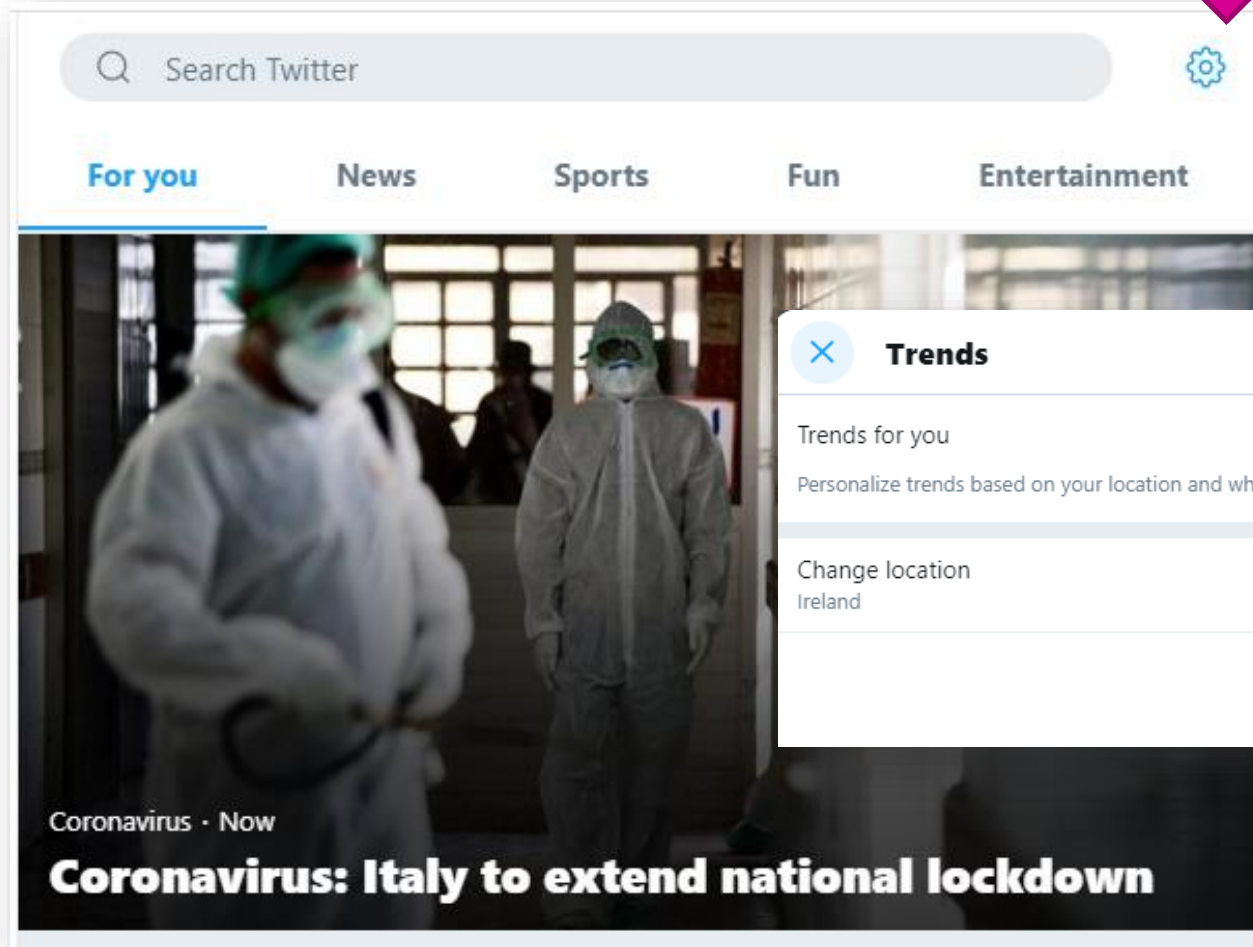 Search Twitter
For you News Sports Fun Entertainment
Trends
Trends for you
Personalize trends based on your location and
Change location
Ireland
Coronavirus · Now
Coronavirus: Italy to extend national lockdown